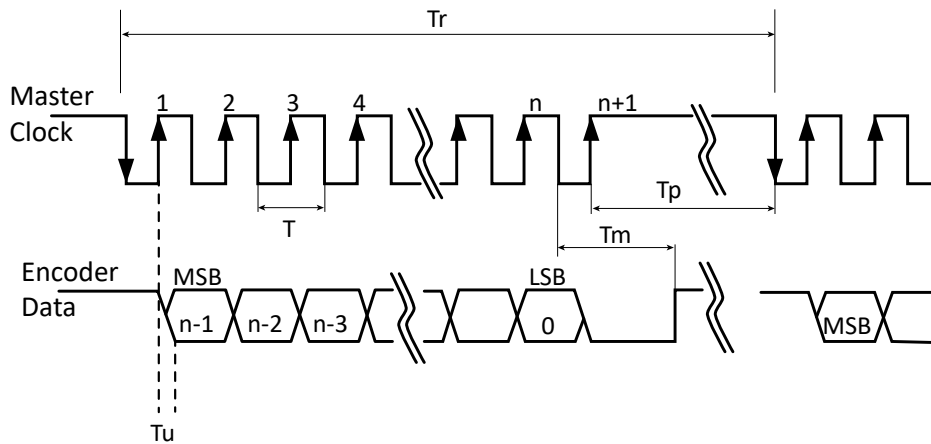 Tr
Master
Clock
1 2 3 4 n n+1
T
Tp
Tm
Encoder
Data
MSB LSB
n-1 n-2 n-3 0 MSB
Tu